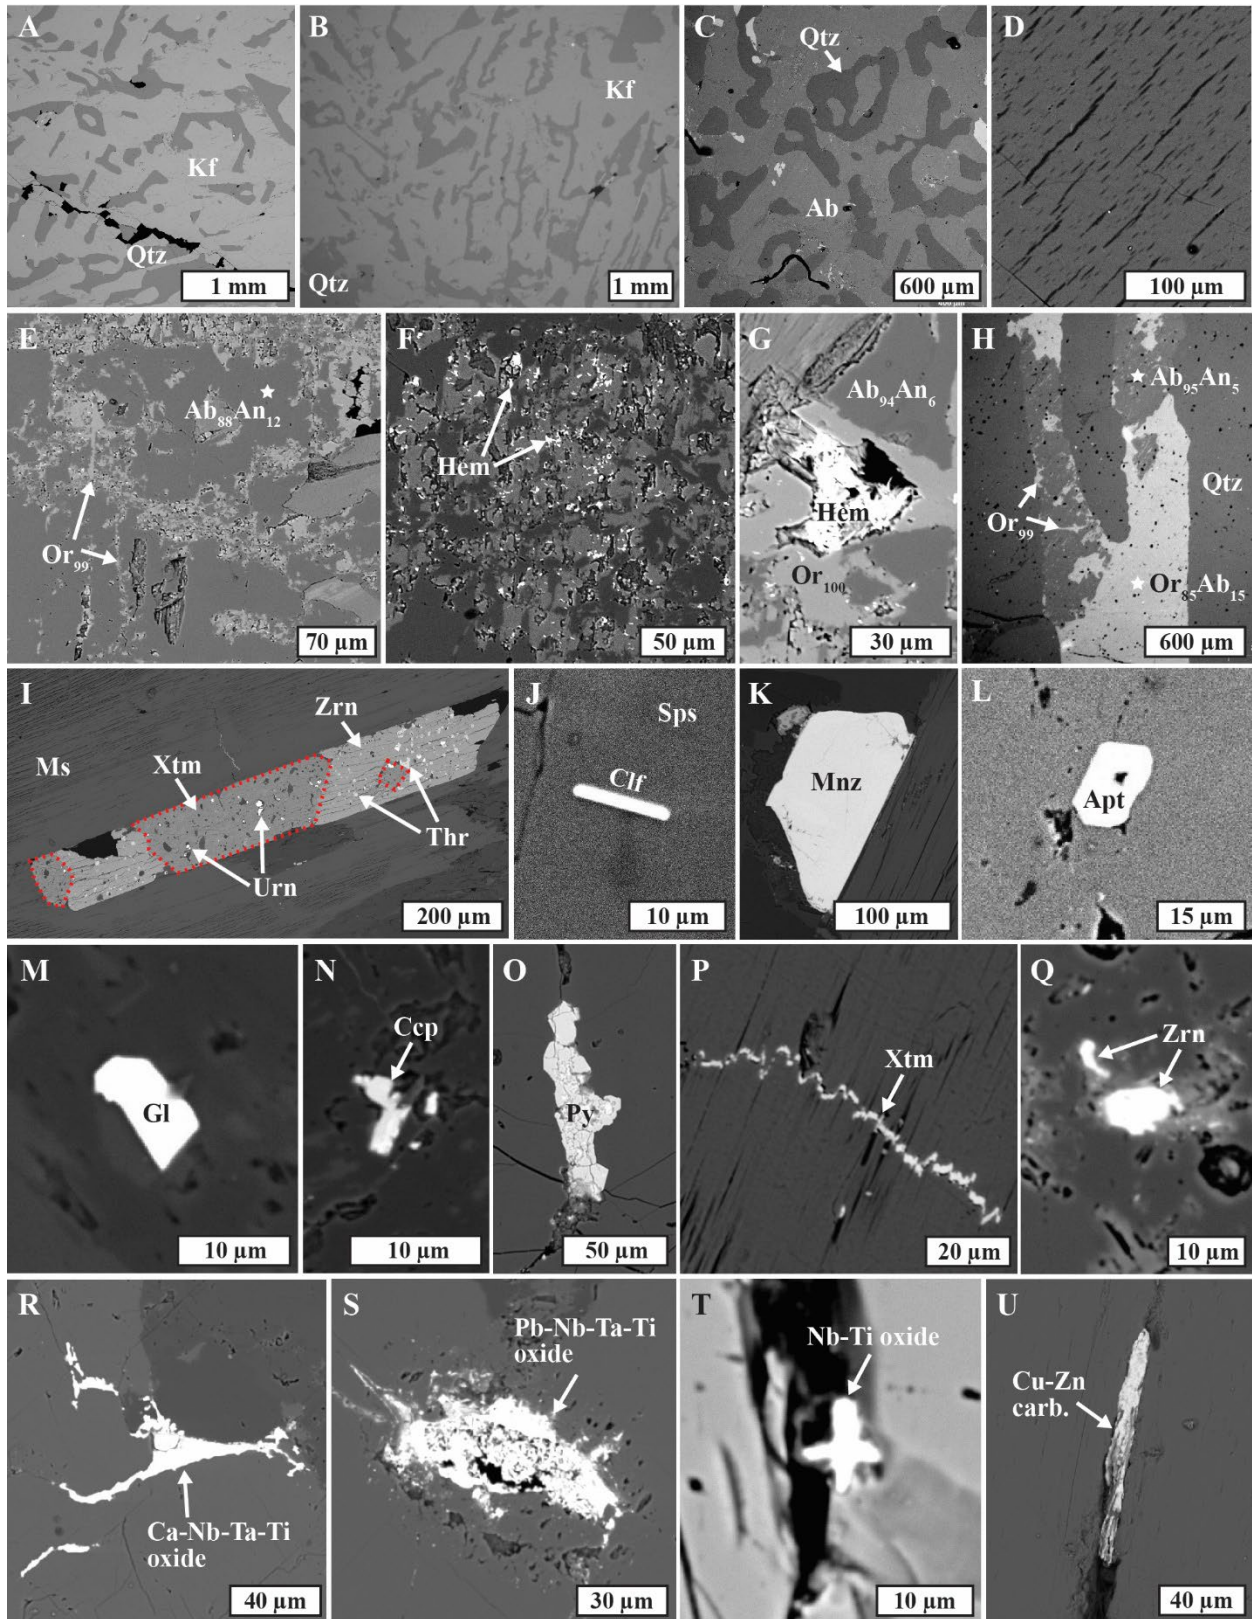 A
Kf
Qtz
1 mm
B
Kf
Qtz
1 mm
C
Qtz
Ab
600 µm
D
100 µm
E
Ab₈₈An₁₂
Or₉₉
70 µm
F
Hem
50 µm
G
Ab₉₄An₆
Hem
Or₁₀₀
30 µm
H
Ab₉₅An₅
Qtz
Or₉₉
Or₈₅Ab₁₅
600 µm
I
Zrn
Ms
Xtm
Thr
Urn
200 µm
J
Sps
Clf
10 µm
K
Mnz
100 µm
L
Apt
15 µm
M
Gl
10 µm
N
Ccp
10 µm
O
Py
50 µm
P
Xtm
20 µm
Q
Zrn
10 µm
R
Ca-Nb-Ta-Ti
oxide
40 µm
S
Pb-Nb-Ta-Ti
oxide
30 µm
T
Nb-Ti oxide
10 µm
U
Cu-Zn
carb.
40 µm